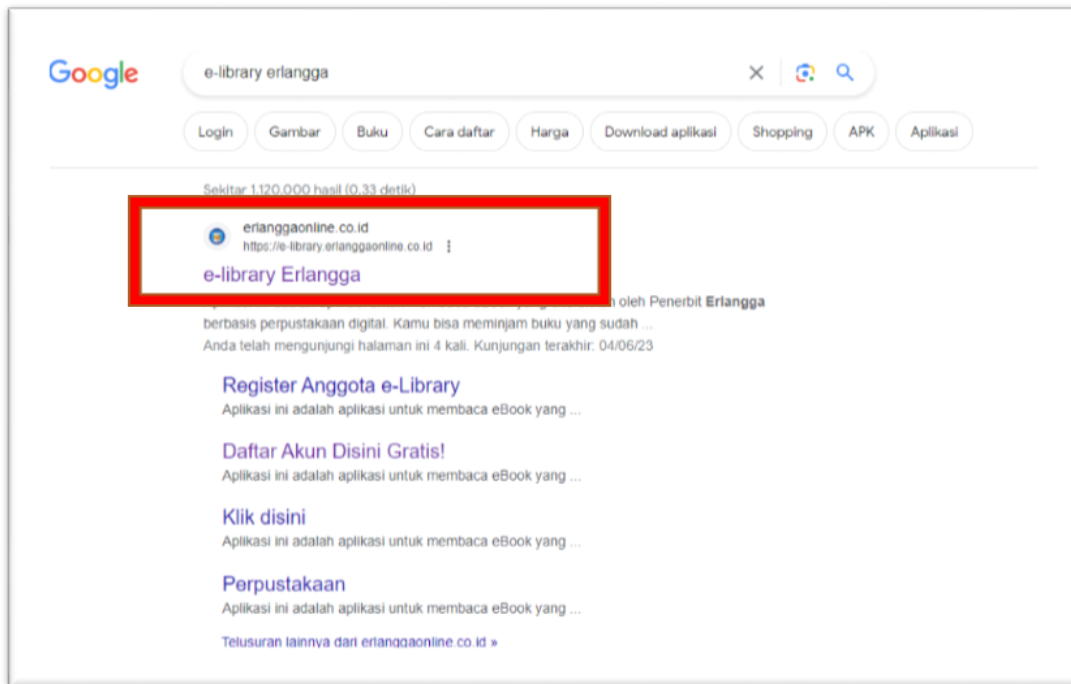 Google
e-library erlangga
Login Gambar Buku Cara daftar Harga Download aplikasi Shopping APK Aplikasi
Sekitar 1.120.000 hasil (0,33 detik)
erlanggaonline.co.id
https://e-library.erlanggaonline.co.id
e-library Erlangga
oleh Penerbit Erlangga
berbasis perpustakaan digital. Kamu bisa meminjam buku yang sudah ...
Anda telah mengunjungi halaman ini 4 kali. Kunjungan terakhir: 04/06/23
Register Anggota e-Library
Aplikasi ini adalah aplikasi untuk membaca eBook yang ...
Daftar Akun Disini Gratis!
Aplikasi ini adalah aplikasi untuk membaca eBook yang ...
Klik disini
Aplikasi ini adalah aplikasi untuk membaca eBook yang ...
Perpustakaan
Aplikasi ini adalah aplikasi untuk membaca eBook yang ...
Telusuran lainnya dari erlanggaonline.co.id »